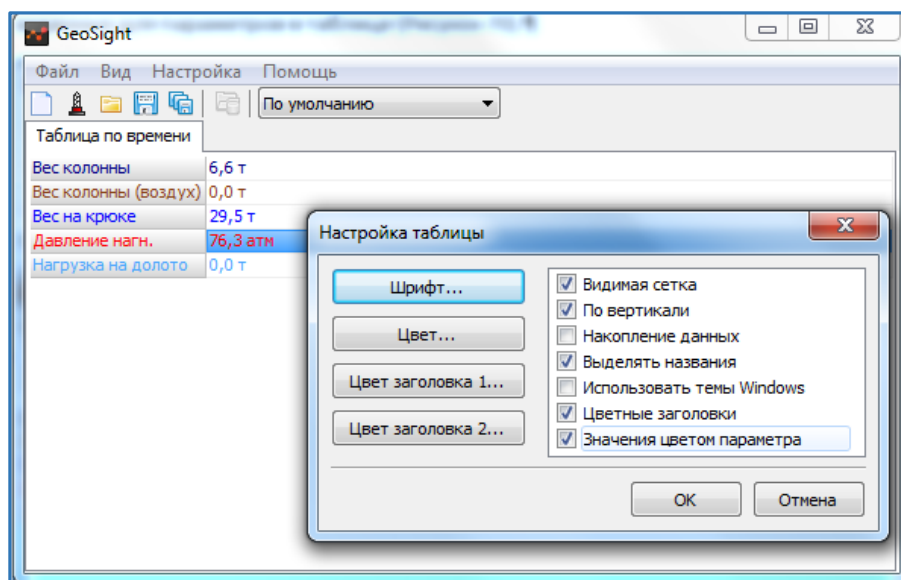 GeoSight
Файл Вид Настройка Помощь
По умолчанию
Таблица по времени
Вес колонны 6,6 т
Вес колонны (воздух) 0,0 т
Вес на крюке 29,5 т
Давление нагн. 76,3 атм
Нагрузка на долото 0,0 т
Настройка таблицы
Шрифт...
Цвет...
Цвет заголовка 1...
Цвет заголовка 2...
Видимая сетка
По вертикали
Накопление данных
Выделять названия
Использовать темы Windows
Цветные заголовки
Значения цветом параметра
ОК Отмена